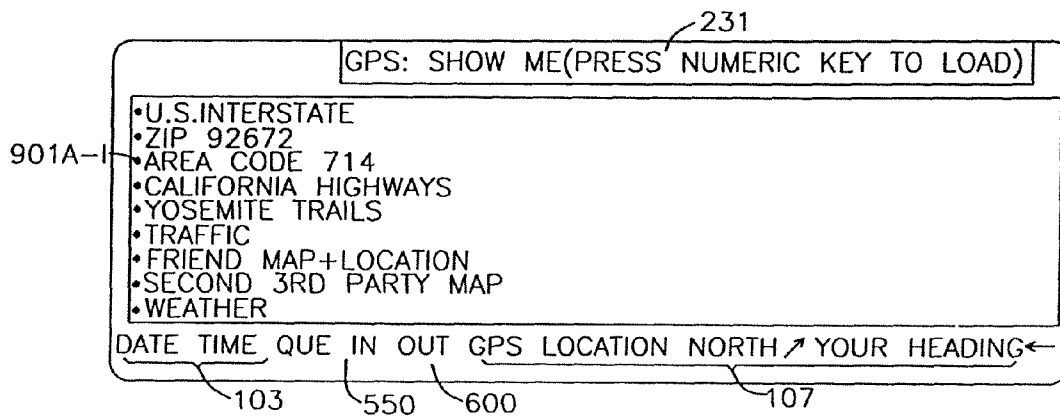 231
GPS: SHOW ME(PRESS NUMERIC KEY TO LOAD)
•U.S.INTERSTATE
•ZIP 92672
901A-I •AREA CODE 714
•CALIFORNIA HIGHWAYS
•YOSEMITE TRAILS
•TRAFFIC
•FRIEND MAP+LOCATION
•SECOND 3RD PARTY MAP
•WEATHER
DATE TIME QUE IN OUT GPS LOCATION NORTH↗ YOUR HEADING←
103 550 600 107